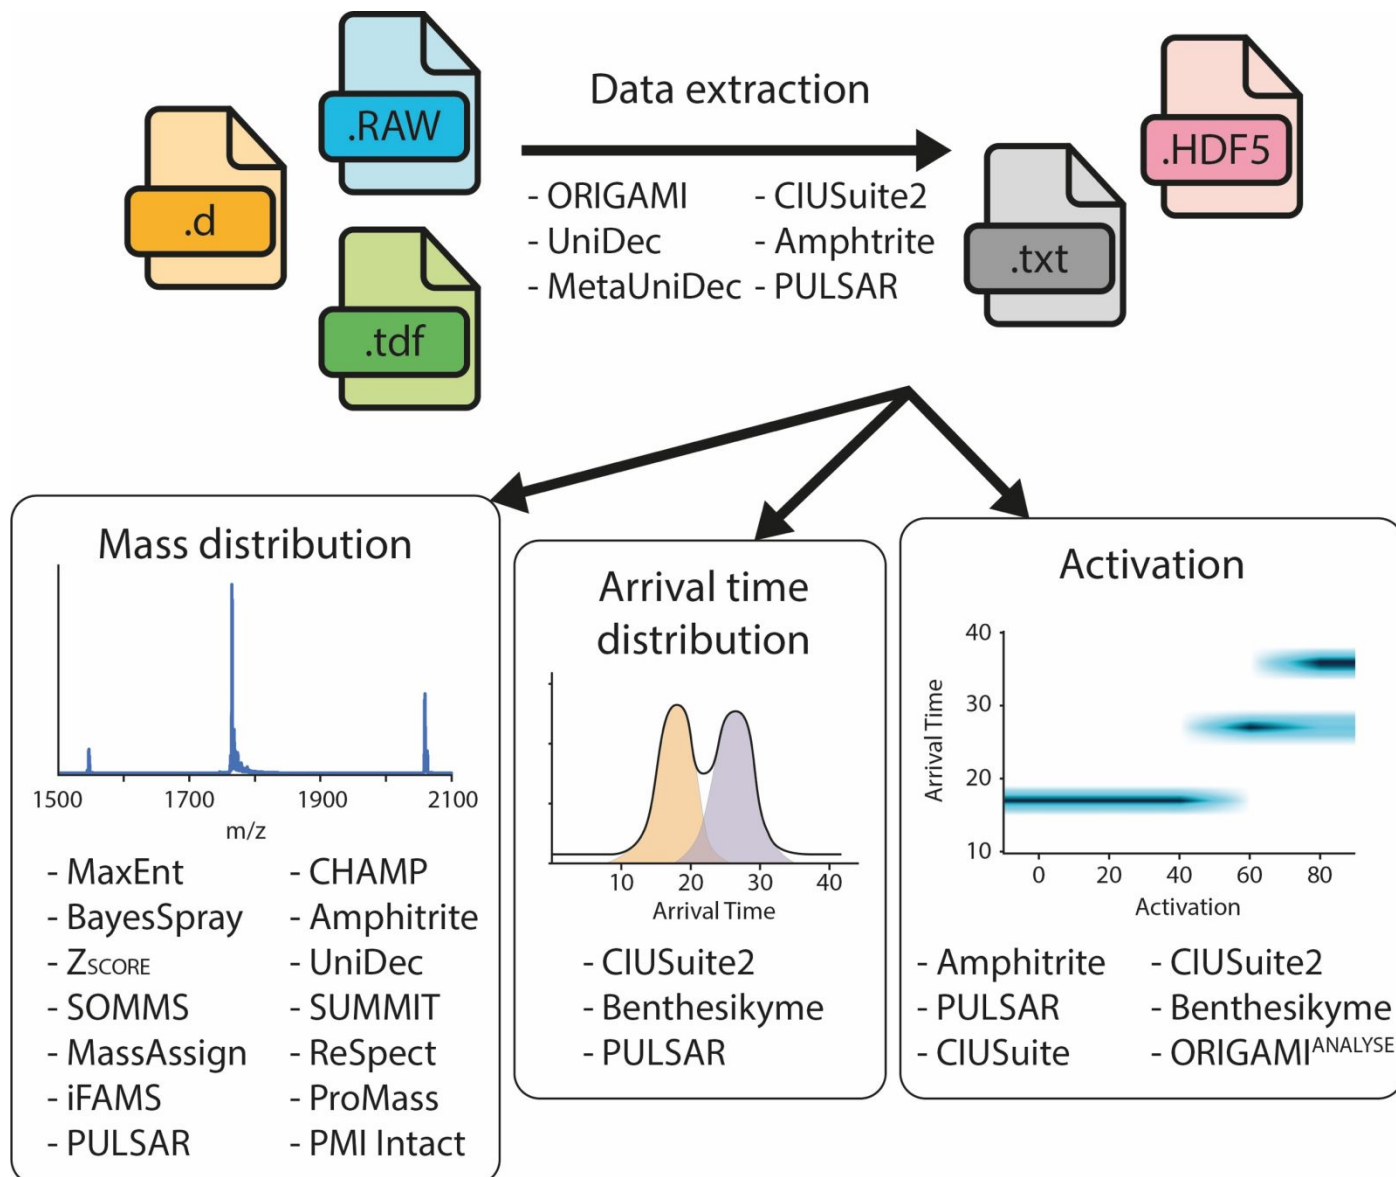 .d
.RAW
.tdf
Data extraction
- ORIGAMI
- UniDec
- MetaUniDec
- CIUSuite2
- Amphtrite
- PULSAR
.txt
.HDF5
Mass distribution
1500 1700 1900 2100
m/z
- MaxEnt
- BayesSpray
- ZSCORE
- SOMMS
- MassAssign
- iFAMS
- PULSAR
- CHAMP
- Amphitrite
- UniDec
- SUMMIT
- ReSpect
- ProMass
- PMI Intact
Arrival time
distribution
10 20 30 40
Arrival Time
- CIUSuite2
- Benthesikyme
- PULSAR
Activation
Arrival Time
40
30
20
10
0 20 40 60 80
Activation
- Amphitrite
- PULSAR
- CIUSuite
- CIUSuite2
- Benthesikyme
- ORIGAMIANALYSE